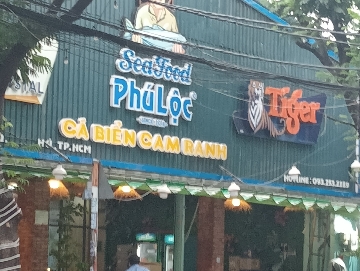 SeaFood
PHÚLỘC
Tiger
CÁ BIỂN CAM RANH
TP.HCM
HOTLINE: